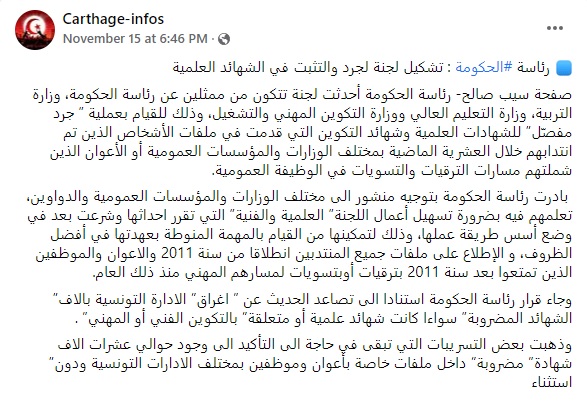 Carthage-infos
November 15 at 6:46 PM ·
رئاسة #الحكومة : تشكيل لجنة لجرد والتثبت في الشهائد العلمية
صفحة سيب صالح- رئاسة الحكومة أحدثت لجنة تتكون من ممثلين عن رئاسة الحكومة، وزارة
التربية، وزارة التعليم العالي ووزارة التكوين المهني والتشغيل، وذلك للقيام بعملية ” جرد
مفصّل” للشهادات العلمية وشهائد التكوين التي قدمت في ملفات الأشخاص الذين تم
انتدابهم خلال العشرية الماضية بمختلف الوزارات والمؤسسات العمومية أو الأعوان الذين
شملتهم مسارات الترقيات والتسويات في الوظيفة العمومية.
بادرت رئاسة الحكومة بتوجيه منشور الى مختلف الوزارات والمؤسسات العمومية والدواوين،
تعلمهم فيه بضرورة تسهيل أعمال اللجنة” العلمية والفنية” التي تقرر احداثها وشرعت بعد في
وضع أسس طريقة عملها، وذلك لتمكينها من القيام بالمهمة المنوطة بعهدتها في أفضل
الظروف، و الإطلاع على ملفات جميع المنتدبين انطلاقا من سنة 2011 والاعوان والموظفين
الذين تمتعوا بعد سنة 2011 بترقيات أوبتسويات لمسارهم المهني منذ ذلك العام.
وجاء قرار رئاسة الحكومة استنادا الى تصاعد الحديث عن ” اغراق” الادارة التونسية بالاف”
الشهائد المضروبة” سواءا كانت شهائد علمية أو متعلقة” بالتكوين الفني أو المهني” .
وذهبت بعض التسريبات التي تبقى في حاجة الى التأكيد الى وجود حوالي عشرات الاف
شهادة” مضروبة” داخل ملفات خاصة بأعوان وموظفين بمختلف الادارات التونسية ودون”
استثناء